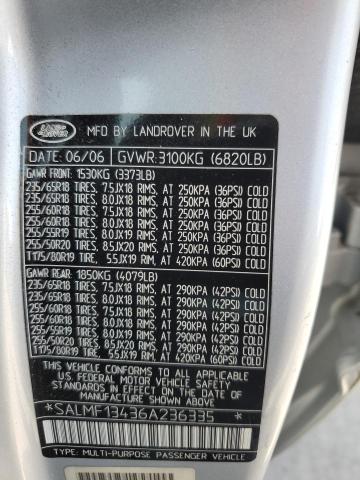 LAND ROVER
MFD BY LANDROVER IN THE UK
DATE: 06/06 GVWR: 3100KG (6820LB)
GAWR FRONT: 1530KG (3373LB)
235/65R18 TIRES, 7.5JX18 RIMS, AT 250KPA (36PSI) COLD
235/65R18 TIRES, 8.0JX18 RIMS, AT 250KPA (36PSI) COLD
255/60R18 TIRES, 7.5JX18 RIMS, AT 250KPA (36PSI) COLD
255/60R18 TIRES, 8.0JX18 RIMS, AT 250KPA (36PSI) COLD
255/55R19 TIRES, 8.0JX19 RIMS, AT 250KPA (36PSI) COLD
255/50R20 TIRES, 8.5JX20 RIMS, AT 250KPA (36PSI) COLD
T175/80R19 TIRES, 5.5JX19 RIMS, AT 420KPA (60PSI) COLD
GAWR REAR: 1850KG (4079LB)
235/65R18 TIRES, 7.5JX18 RIMS, AT 290KPA (42PSI) COLD
235/65R18 TIRES, 8.0JX18 RIMS, AT 290KPA (42PSI) COLD
255/60R18 TIRES, 7.5JX18 RIMS, AT 290KPA (42PSI) COLD
255/60R18 TIRES, 8.0JX18 RIMS, AT 290KPA (42PSI) COLD
255/55R19 TIRES, 8.0JX19 RIMS, AT 290KPA (42PSI) COLD
255/50R20 TIRES, 8.5JX20 RIMS, AT 290KPA (42PSI) COLD
T175/80R19 TIRES, 5.5JX19 RIMS, AT 420KPA (60PSI) COLD
THIS VEHICLE CONFORMS TO ALL APPLICABLE
U.S. FEDERAL MOTOR VEHICLE SAFETY
AND BUMPER STANDARDS IN EFFECT ON THE
DATE OF MANUFACTURE SHOWN ABOVE
*SALMF13436A236335*
TYPE: MULTI-PURPOSE PASSENGER VEHICLE